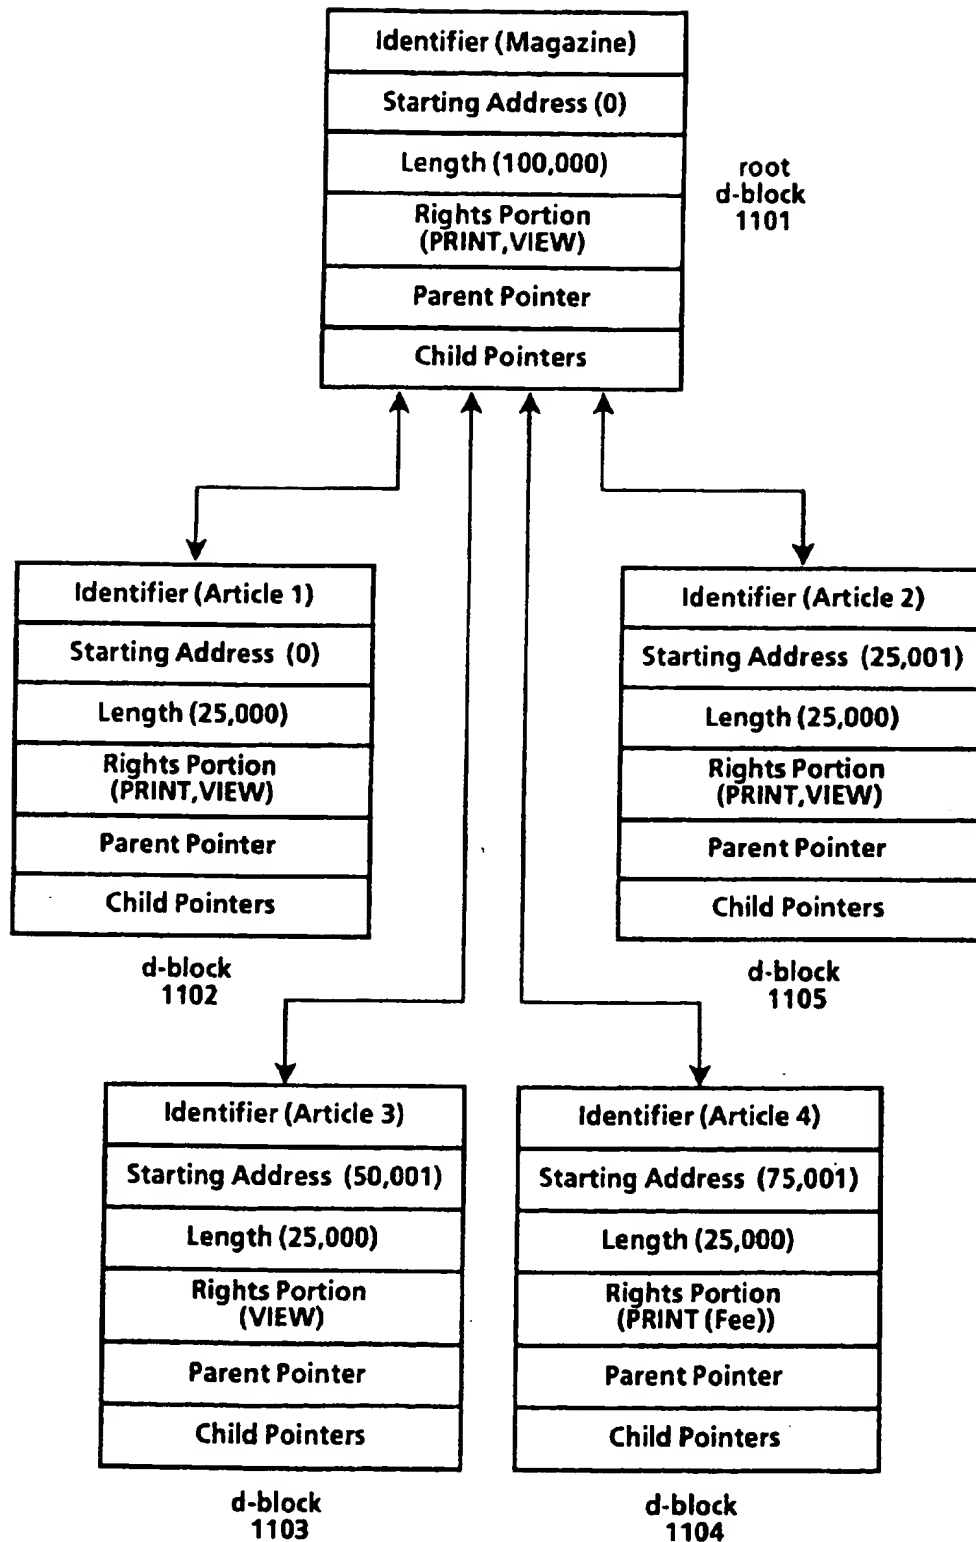 Identifier (Magazine)
Starting Address (0)
Length (100,000)
Rights Portion
(PRINT,VIEW)
Parent Pointer
Child Pointers
root
d-block
1101
Identifier (Article 1)
Starting Address (0)
Length (25,000)
Rights Portion
(PRINT,VIEW)
Parent Pointer
Child Pointers
d-block
1102
Identifier (Article 2)
Starting Address (25,001)
Length (25,000)
Rights Portion
(PRINT,VIEW)
Parent Pointer
Child Pointers
d-block
1105
Identifier (Article 3)
Starting Address (50,001)
Length (25,000)
Rights Portion
(VIEW)
Parent Pointer
Child Pointers
d-block
1103
Identifier (Article 4)
Starting Address (75,001)
Length (25,000)
Rights Portion
(PRINT (Fee))
Parent Pointer
Child Pointers
d-block
1104